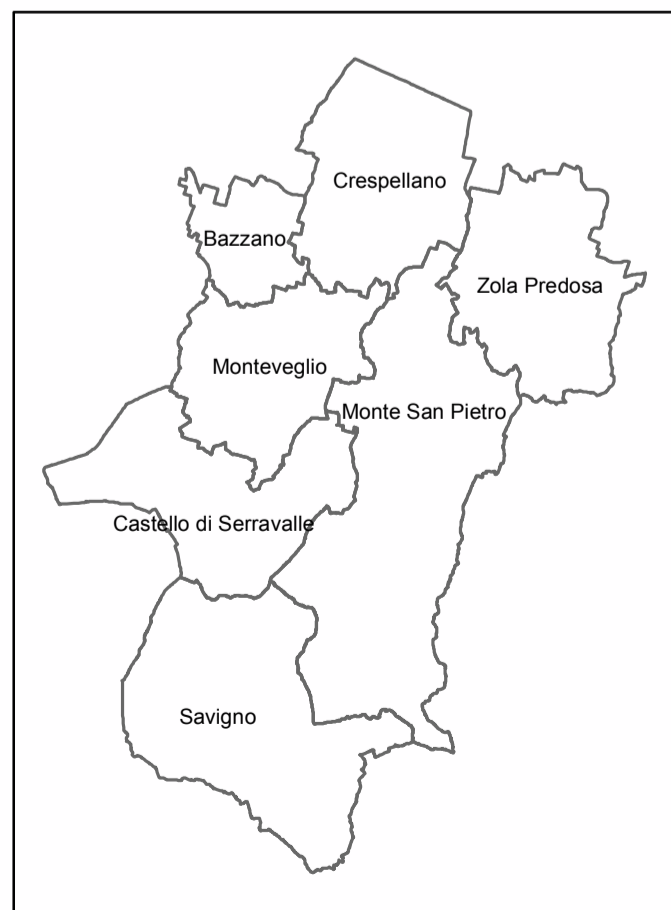 Crespellano
Bazzano
Zola Predosa
Monteveglio
Monte San Pietro
Castello di Serravalle
Savigno